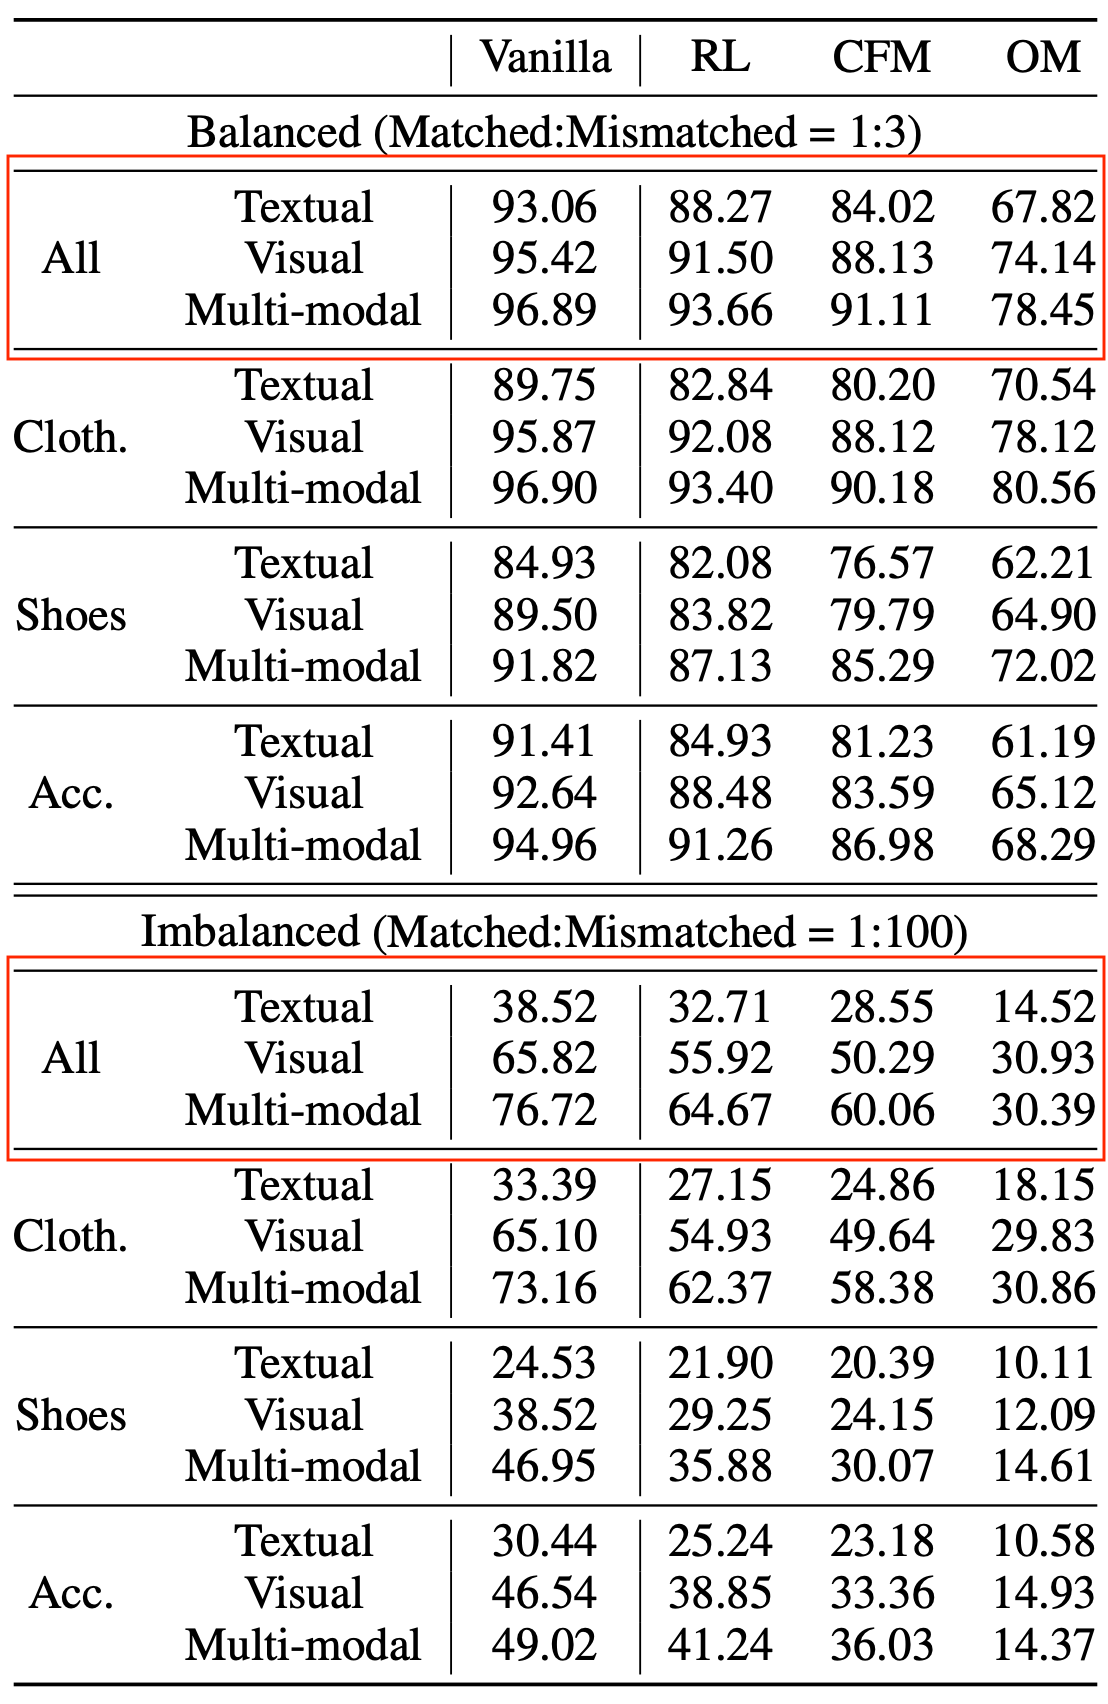 Vanilla RL CFM OM
Balanced (Matched:Mismatched = 1:3)
Textual 93.06 88.27 84.02 67.82
All Visual 95.42 91.50 88.13 74.14
Multi-modal 96.89 93.66 91.11 78.45
Textual 89.75 82.84 80.20 70.54
Cloth. Visual 95.87 92.08 88.12 78.12
Multi-modal 96.90 93.40 90.18 80.56
Textual 84.93 82.08 76.57 62.21
Shoes Visual 89.50 83.82 79.79 64.90
Multi-modal 91.82 87.13 85.29 72.02
Textual 91.41 84.93 81.23 61.19
Acc. Visual 92.64 88.48 83.59 65.12
Multi-modal 94.96 91.26 86.98 68.29
Imbalanced (Matched:Mismatched = 1:100)
Textual 38.52 32.71 28.55 14.52
All Visual 65.82 55.92 50.29 30.93
Multi-modal 76.72 64.67 60.06 30.39
Textual 33.39 27.15 24.86 18.15
Cloth. Visual 65.10 54.93 49.64 29.83
Multi-modal 73.16 62.37 58.38 30.86
Textual 24.53 21.90 20.39 10.11
Shoes Visual 38.52 29.25 24.15 12.09
Multi-modal 46.95 35.88 30.07 14.61
Textual 30.44 25.24 23.18 10.58
Acc. Visual 46.54 38.85 33.36 14.93
Multi-modal 49.02 41.24 36.03 14.37